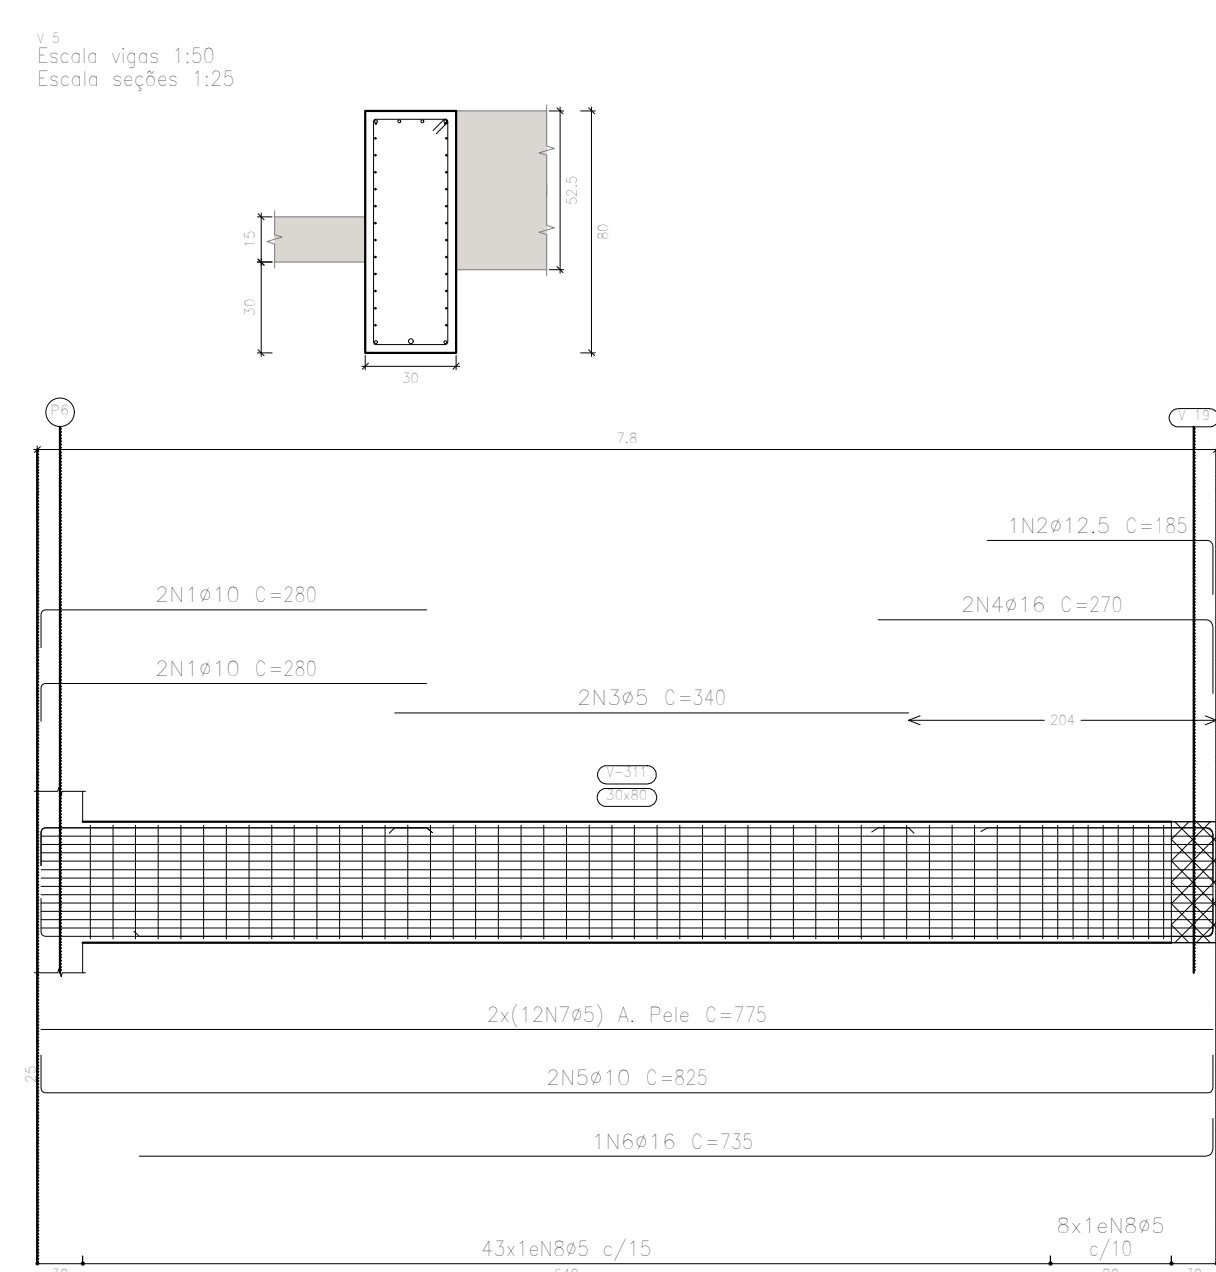 V 5
Escala vigas 1:50
Escala seções 1:25
15
30
52.5
80
30
P6
V 19
7.8
1N2ø12.5 C=185
2N1ø10 C=280
2N4ø16 C=270
2N1ø10 C=280
2N3ø5 C=340
204
V-311
30x80
2x(12N7ø5) A. Pele C=775
25
2N5ø10 C=825
1N6ø16 C=735
8x1eN8ø5
43x1eN8ø5 c/15
c/10